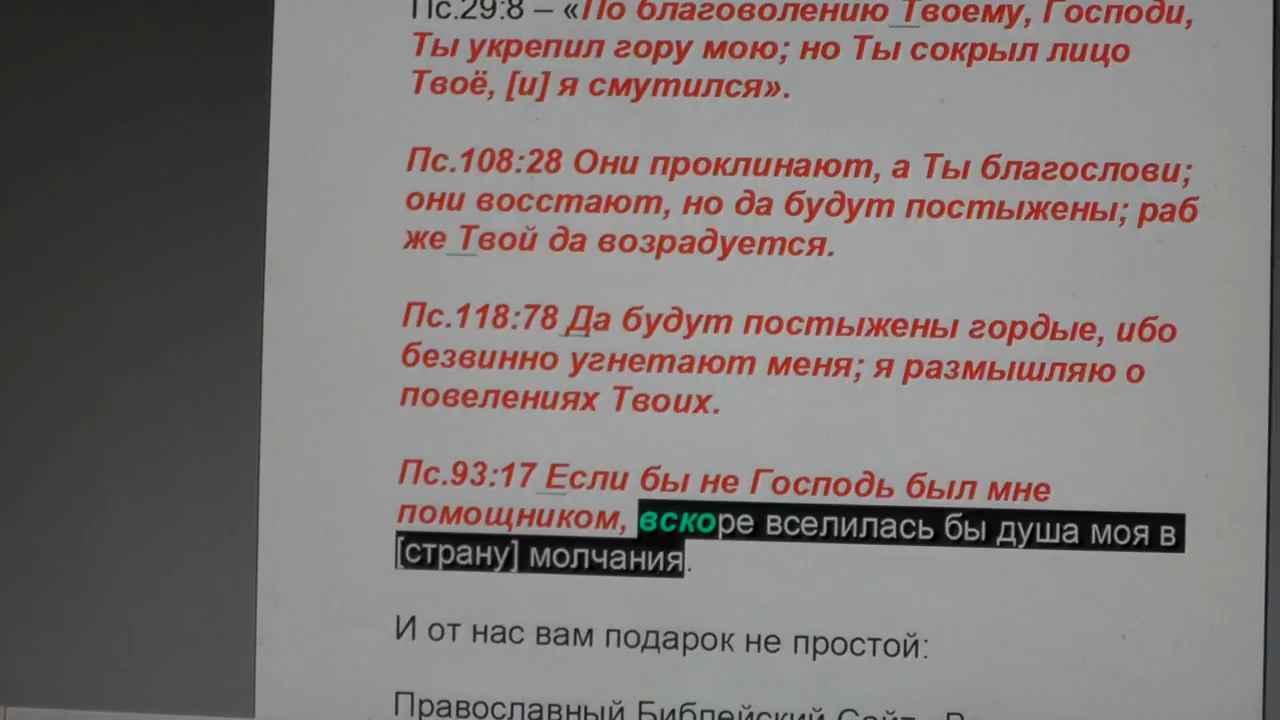 Пс.29:8 – «По благоволению Твоему, Господи,
Ты укрепил гору мою; но Ты сокрыл лицо
Твоё, [и] я смутился».
Пс.108:28 Они проклинают, а Ты благослови;
они восстают, но да будут постыжены; раб
же Твой да возрадуется.
Пс.118:78 Да будут постыжены гордые, ибо
безвинно угнетают меня; я размышляю о
повелениях Твоих.
Пс.93:17 Если бы не Господь был мне
помощником, вскоре вселилась бы душа моя в
[страну] молчания.
И от нас вам подарок не простой:
Православный Библейский Сайт